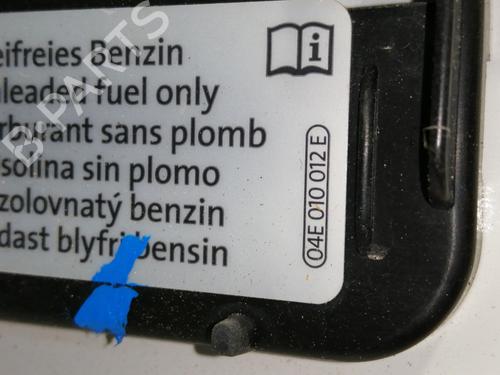 eifreies Benzin
leaded fuel only
rburant sans plomb
solina sin plomo
zolovnatý benzin
dast blyfri bensin
04E 010 012 E
i
B PARTS